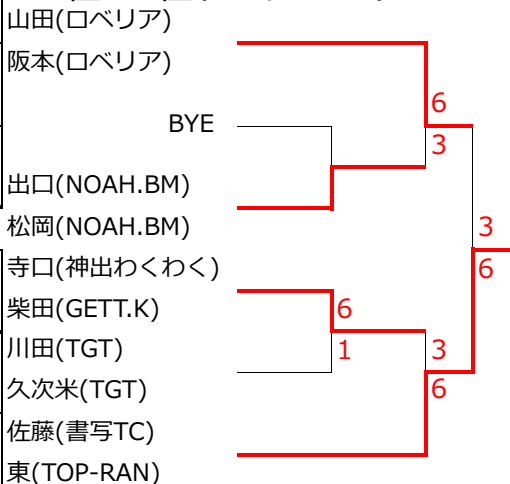 山田(ロベリア)
阪本(ロベリア)
6
BYE
3
出口(NOAH.BM)
松岡(NOAH.BM)
3
寺口(神出わくわく)
6
柴田(GETT.K)
6
川田(TGT)
1
3
久次米(TGT)
6
佐藤(書写TC)
東(TOP-RAN)